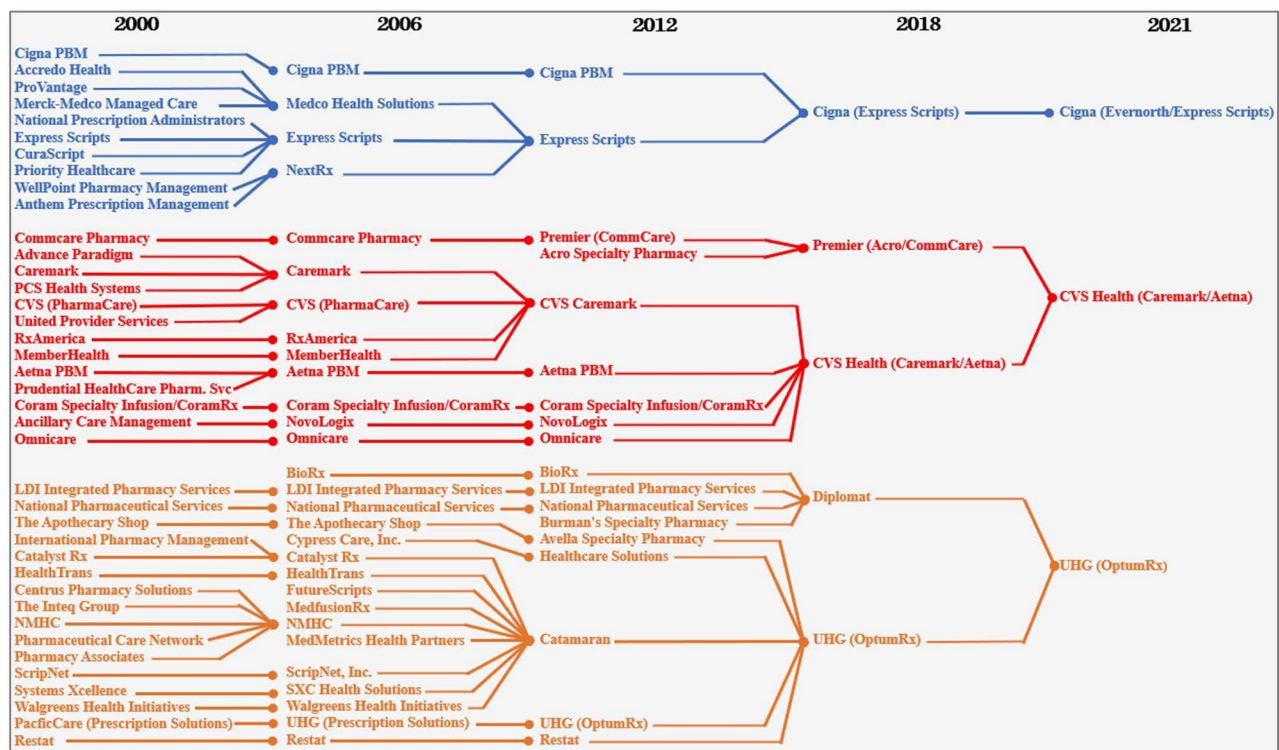 2000 2006 2012 2018 2021
Cigna PBM
Accredo Health Cigna PBM Cigna PBM
ProVantage
Merck-Medco Managed Care Medco Health Solutions
Cigna (Express Scripts) Cigna (Evernorth/Express Scripts)
National Prescription Administrators
Express Scripts Express Scripts Express Scripts
CuraScript
Priority Healthcare NextRx
WellPoint Pharmacy Management
Anthem Prescription Management
Commcare Pharmacy Commcare Pharmacy Premier (CommCare)
Premier (Acro/CommCare)
Advance Paradigm Acro Specialty Pharmacy
Caremark Caremark
PCS Health Systems
CVS Health (Caremark/Aetna)
CVS (PharmaCare) CVS (PharmaCare) CVS Caremark
United Provider Services
RxAmerica RxAmerica
MemberHealth MemberHealth
CVS Health (Caremark/Aetna)
Aetna PBM Aetna PBM Aetna PBM
Prudential HealthCare Pharm. Svc
Coram Specialty Infusion/CoramRx Coram Specialty Infusion/CoramRx Coram Specialty Infusion/CoramRx
Ancillary Care Management NovoLogix NovoLogix
Omnicare Omnicare Omnicare
BioRx BioRx
LDI Integrated Pharmacy Services LDI Integrated Pharmacy Services LDI Integrated Pharmacy Services
Diplomat
National Pharmaceutical Services National Pharmaceutical Services National Pharmaceutical Services
The Apothecary Shop The Apothecary Shop Burman's Specialty Pharmacy
International Pharmacy Management Cypress Care, Inc. Avella Specialty Pharmacy
Catalyst Rx Catalyst Rx Healthcare Solutions
UHG (OptumRx)
HealthTrans HealthTrans
Centrus Pharmacy Solutions FutureScripts
The Inteq Group MedfusionRx
NMHC NMHC
Pharmaceutical Care Network MedMetrics Health Partners Catamaran UHG (OptumRx)
Pharmacy Associates
ScripNet ScripNet, Inc.
Systems Xcellence SXC Health Solutions
Walgreens Health Initiatives Walgreens Health Initiatives
PacficCare (Prescription Solutions) UHG (Prescription Solutions) UHG (OptumRx)
Restat Restat Restat